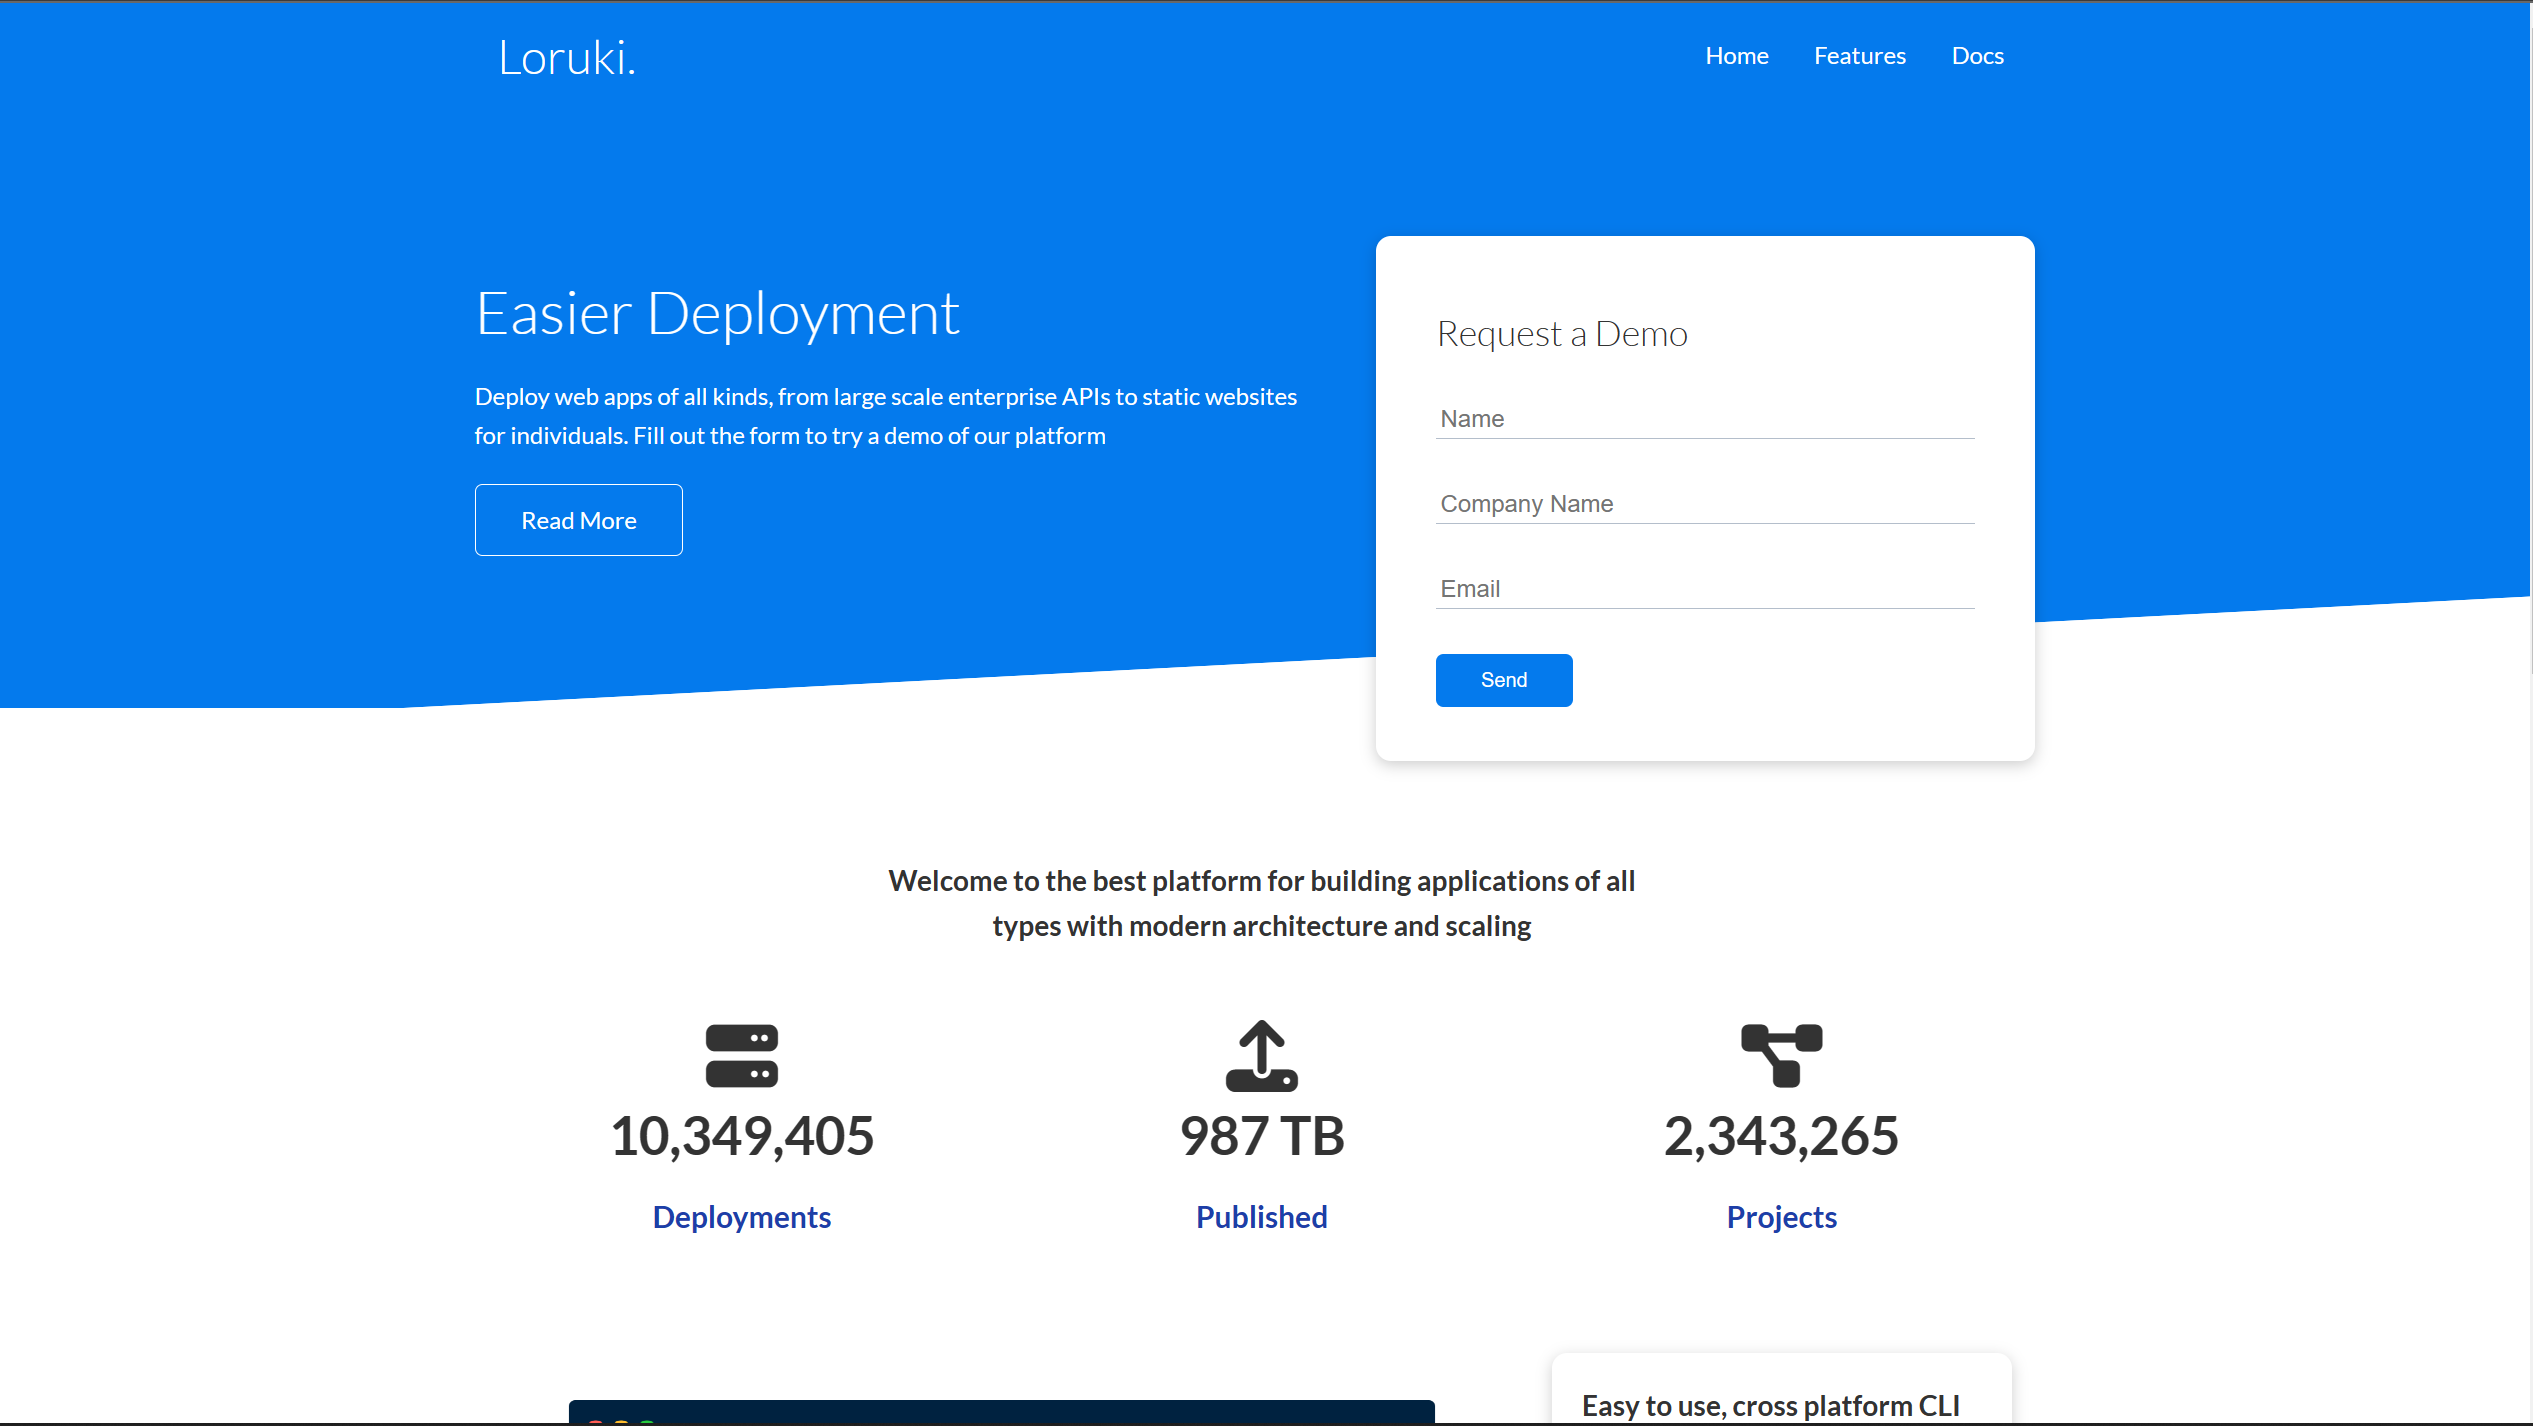 Loruki.
Home Features Docs
Easier Deployment
Deploy web apps of all kinds, from large scale enterprise APIs to static websites
for individuals. Fill out the form to try a demo of our platform
Read More
Request a Demo
Name
Company Name
Email
Send
Welcome to the best platform for building applications of all
types with modern architecture and scaling
10,349,405
Deployments
987 TB
Published
2,343,265
Projects
Easy to use, cross platform CLI